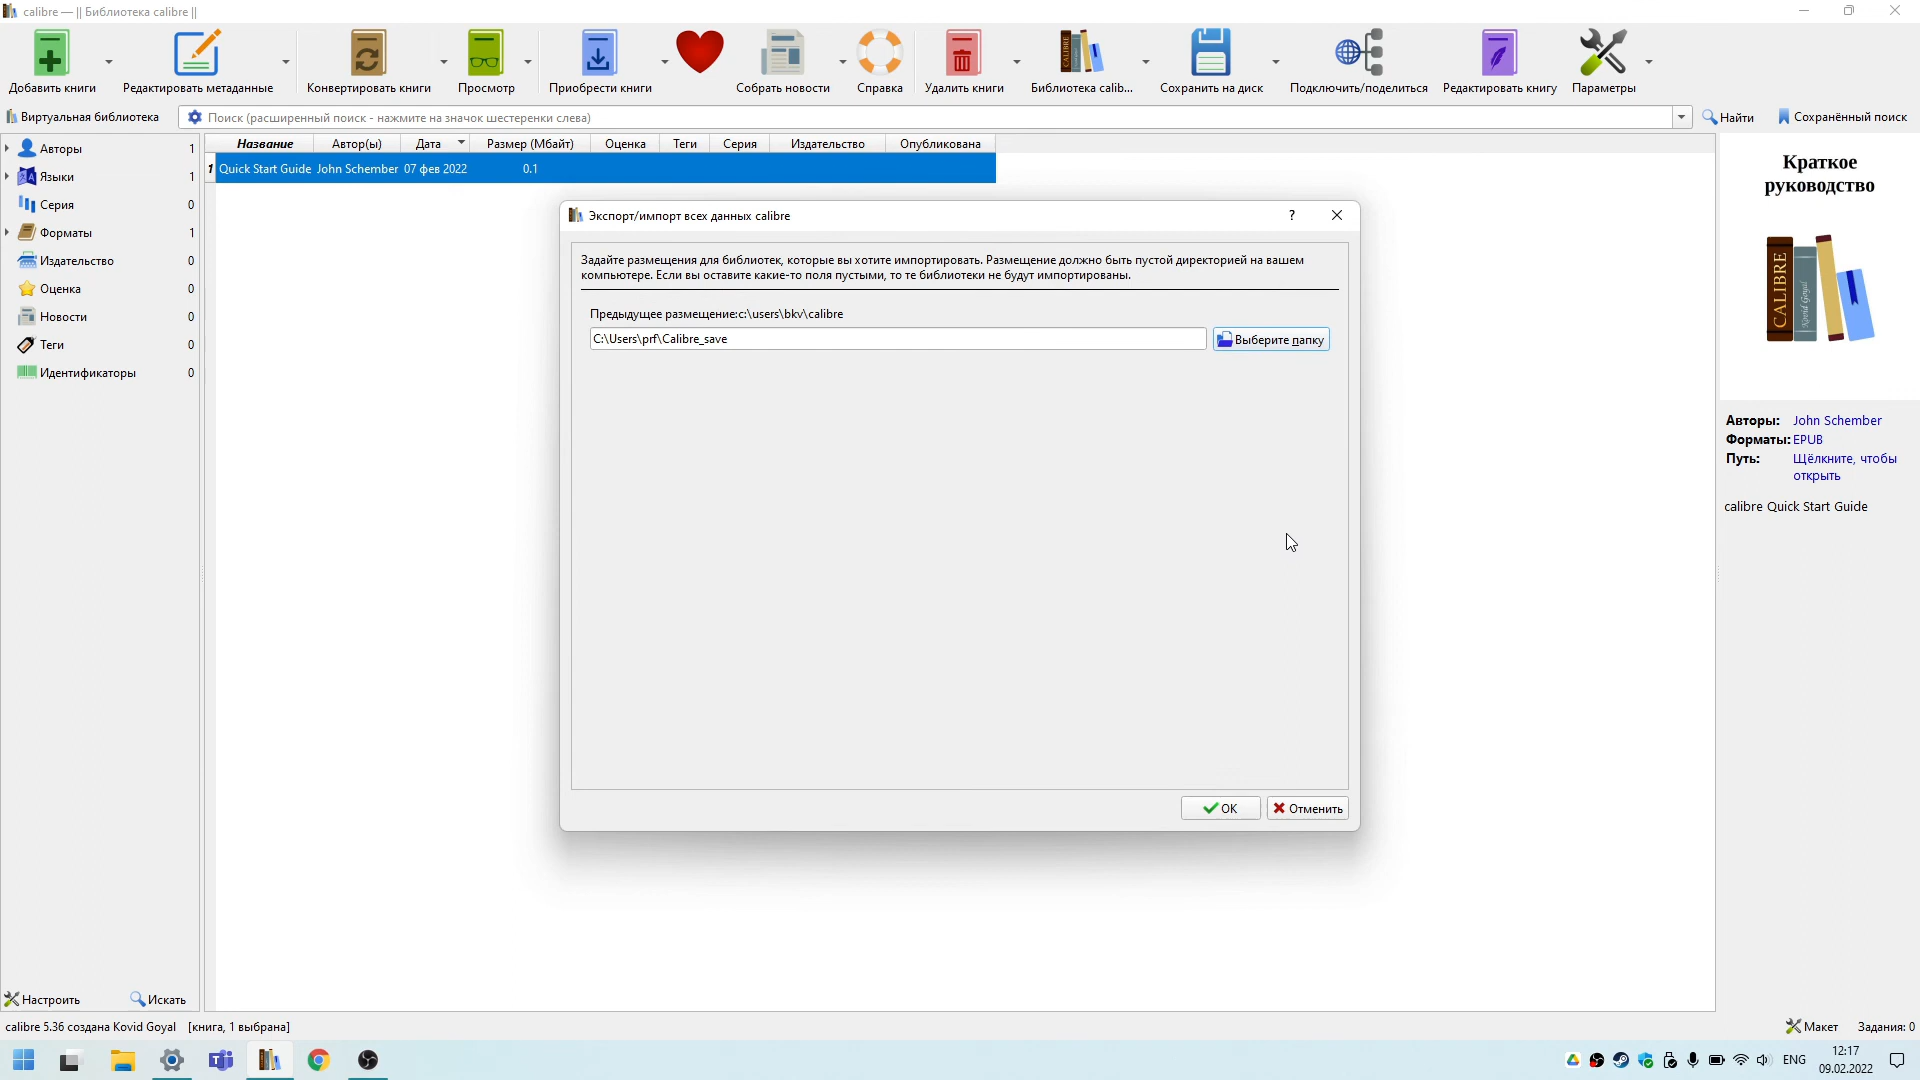 calibre — || Библиотека calibre ||
Добавить книги
Редактировать метаданные
Конвертировать книги
Просмотр
Приобрести книги
Собрать новости
Справка
Удалить книги
Библиотека calib...
Сохранить на диск
Подключить/поделиться
Редактировать книгу
Параметры
Виртуальная библиотека
Поиск (расширенный поиск - нажмите на значок шестеренки слева)
Найти
Сохранённый поиск
Авторы 1
Языки 1
Серия 0
Форматы 1
Издательство 0
Оценка 0
Новости 0
Теги 0
Идентификаторы 0
Название Автор(ы) Дата Размер (Мбайт) Оценка Теги Серия Издательство Опубликована
1 Quick Start Guide John Schember 07 фев 2022 0.1
Экспорт/импорт всех данных calibre
?
Задайте размещения для библиотек, которые вы хотите импортировать. Размещение должно быть пустой директорией на вашем
компьютере. Если вы оставите какие-то поля пустыми, то те библиотеки не будут импортированы.
Предыдущее размещение:c:\users\bkv\calibre
C:\Users\prf\Calibre_save
Выберите папку
OK
Отменить
Краткое
руководство
CALIBRE
Kovid Goyal
Авторы: John Schember
Форматы: EPUB
Путь: Щёлкните, чтобы
открыть
calibre Quick Start Guide
Настроить
Искать
calibre 5.36 создана Kovid Goyal [книга, 1 выбрана]
Макет
Задания: 0
ENG
12:17
09.02.2022